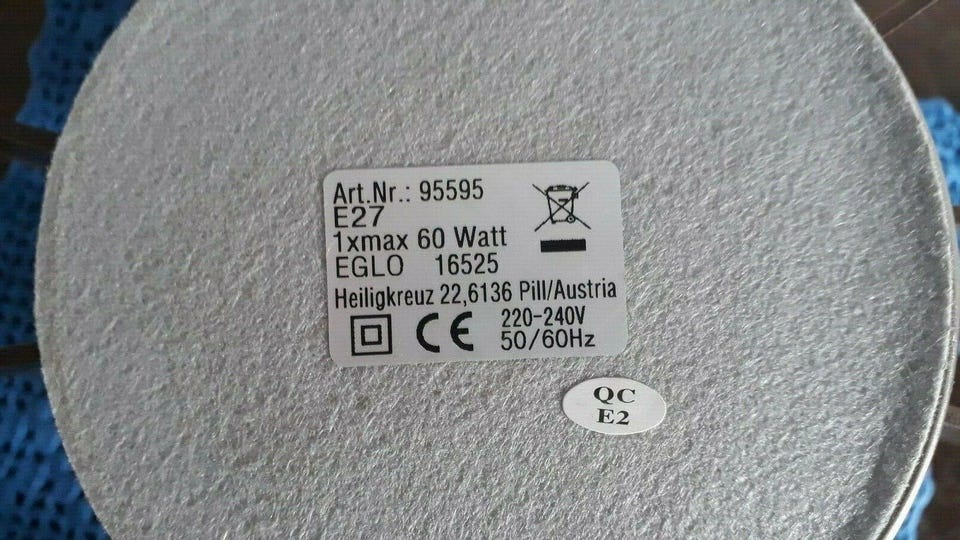 Art.Nr.: 95595
E27
1xmax 60 Watt
EGLO 16525
Heiligkreuz 22,6136 Pill/Austria
CE 220-240V
50/60Hz
QC
E2